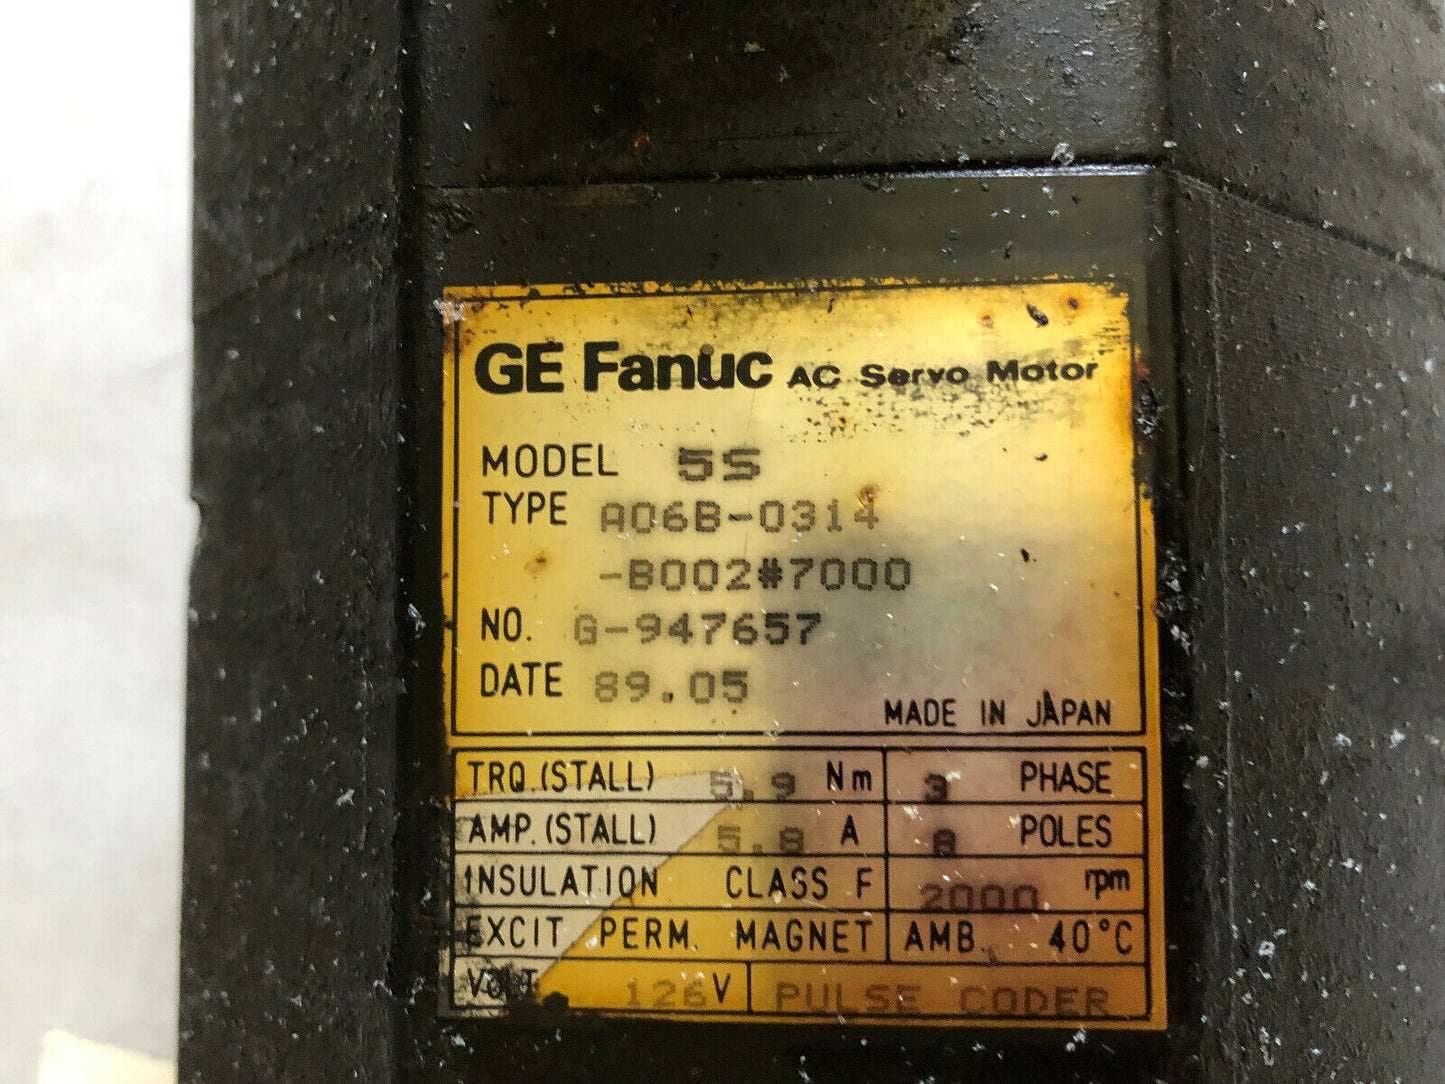 GE Fanuc AC Servo Motor
MODEL 5S
TYPE A06B-0314
-B002#7000
NO. G-947657
DATE 89.05
MADE IN JAPAN
TRQ.(STALL) 5.9 Nm 3 PHASE
AMP.(STALL) 5.8 A 8 POLES
INSULATION CLASS F 2000 rpm
EXCIT. PERM. MAGNET AMB. 40°C
VOLT. 126V PULSE CODER